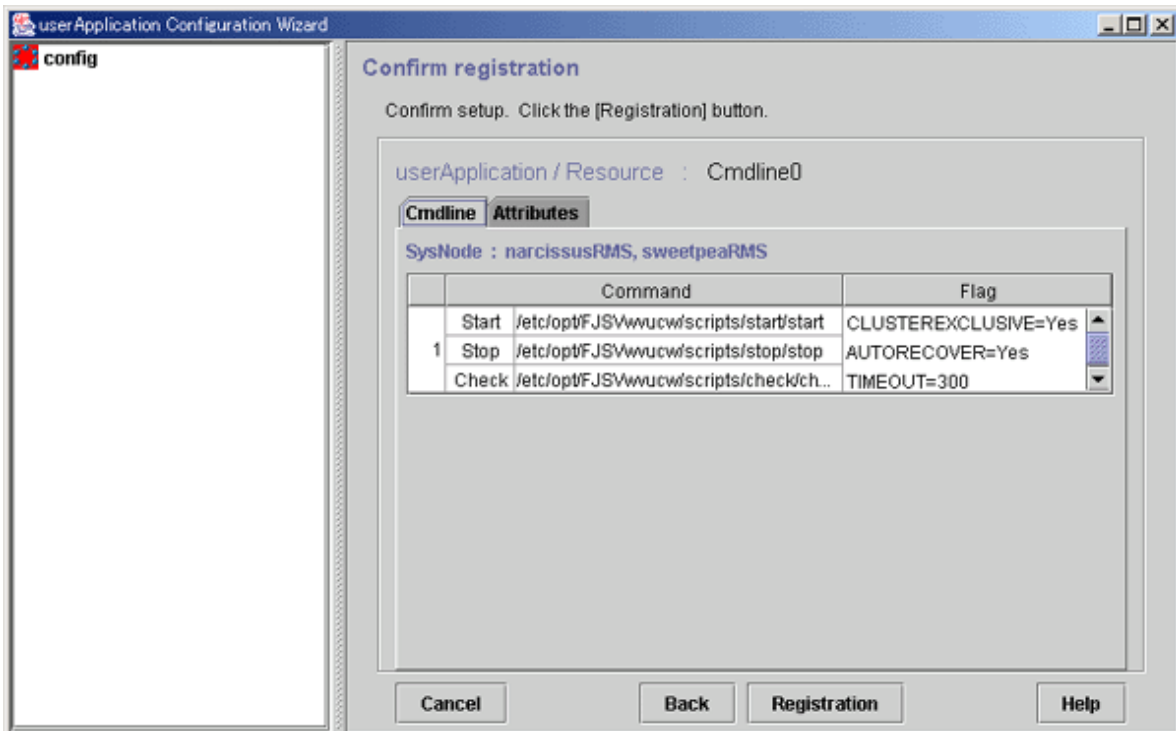 userApplication Configuration Wizard
config
Confirm registration
Confirm setup. Click the [Registration] button.
userApplication / Resource : Cmdline0
Cmdline Attributes
SysNode : narcissusRMS, sweetpeaRMS
Command Flag
Start /etc/opt/FJSVwvucw/scripts/start/start CLUSTEREXCLUSIVE=Yes
1 Stop /etc/opt/FJSVwvucw/scripts/stop/stop AUTORECOVER=Yes
Check /etc/opt/FJSVwvucw/scripts/check/ch... TIMEOUT=300
Cancel Back Registration Help